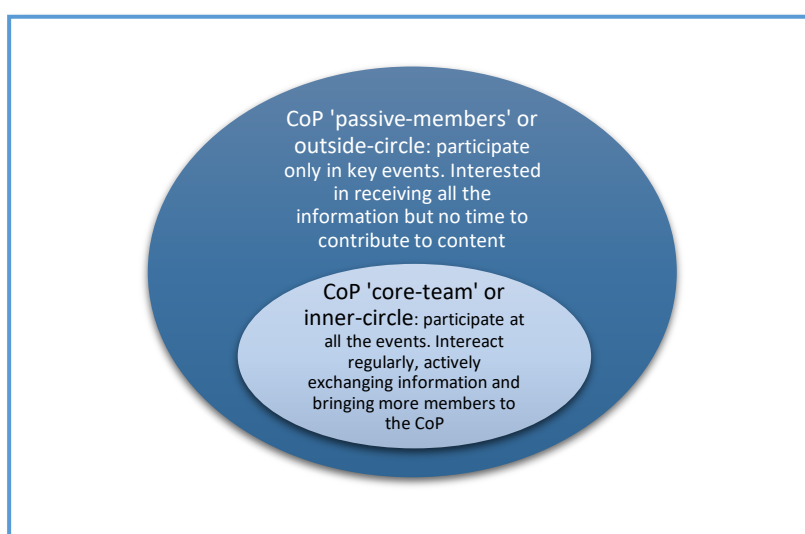 CoP 'passive-members' or
outside-circle: participate
only in key events. Interested
in receiving all the
information but no time to
contribute to content
CoP 'core-team' or
inner-circle: participate at
all the events. Intereact
regularly, actively
exchanging information and
bringing more members to
the CoP